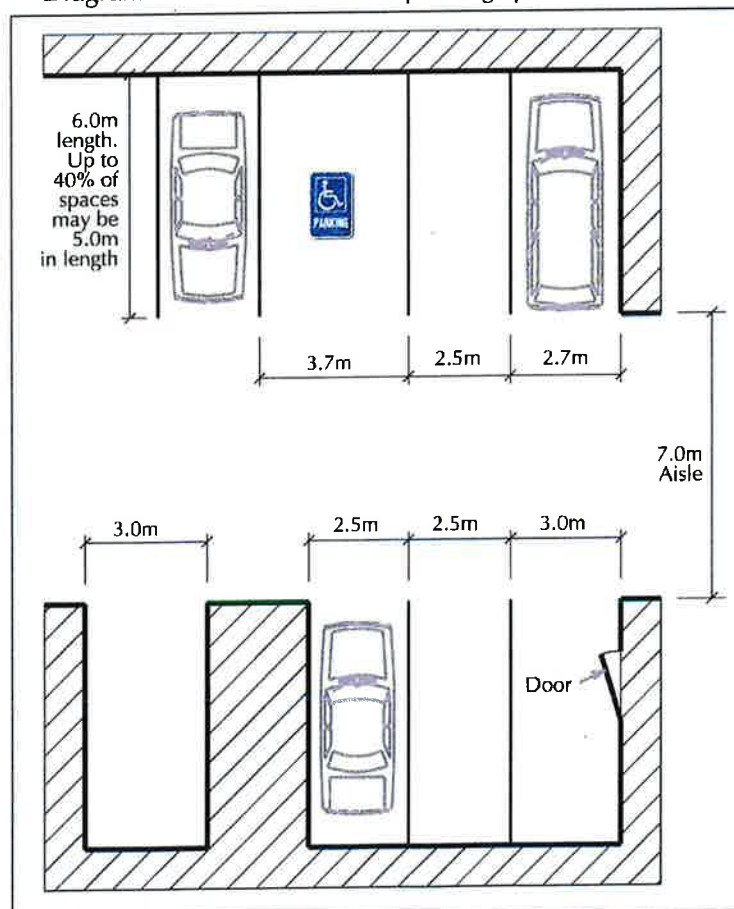 6.0m
length.
Up to
40% of
spaces
may be
5.0m
in length
PARKING
3.7m
2.5m
2.7m
7.0m
Aisle
3.0m
2.5m
2.5m
3.0m
Door